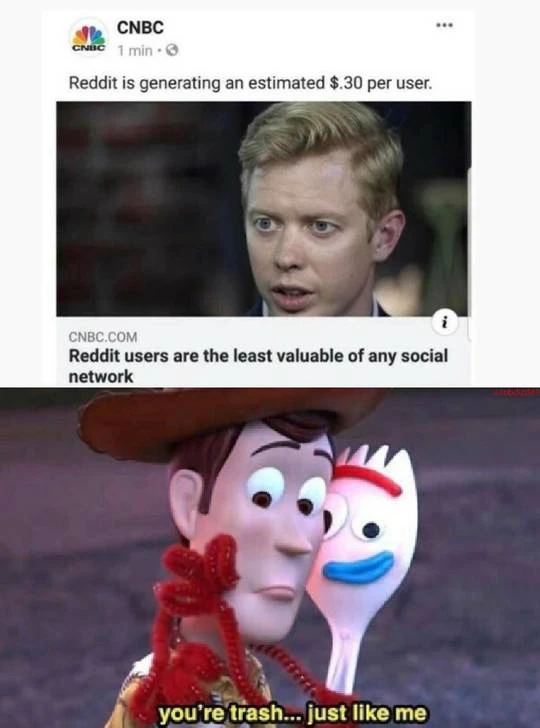 CNBC
CNBC
1 min
Reddit is generating an estimated $.30 per user.
i
CNBC.COM
Reddit users are the least valuable of any social
network
you're trash... just like me